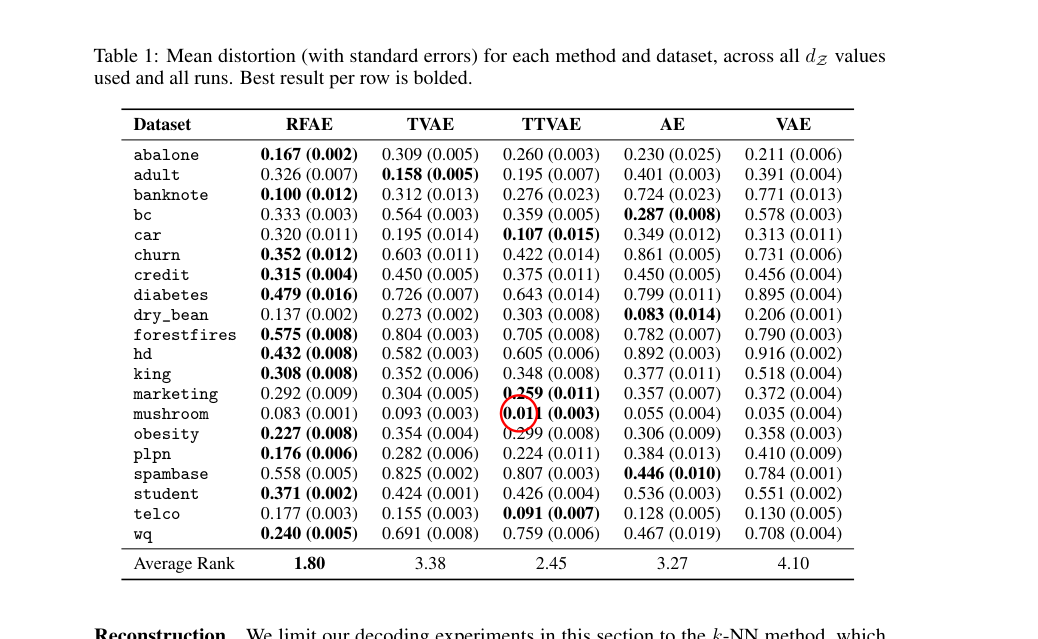 Table 1: Mean distortion (with standard errors) for each method and dataset, across all d_Z values
used and all runs. Best result per row is bolded.
Dataset RFAE TVAE TTVAE AE VAE
abalone 0.167 (0.002) 0.309 (0.005) 0.260 (0.003) 0.230 (0.025) 0.211 (0.006)
adult 0.326 (0.007) 0.158 (0.005) 0.195 (0.007) 0.401 (0.003) 0.391 (0.004)
banknote 0.100 (0.012) 0.312 (0.013) 0.276 (0.023) 0.724 (0.023) 0.771 (0.013)
bc 0.333 (0.003) 0.564 (0.003) 0.359 (0.005) 0.287 (0.008) 0.578 (0.003)
car 0.320 (0.011) 0.195 (0.014) 0.107 (0.015) 0.349 (0.012) 0.313 (0.011)
churn 0.352 (0.012) 0.603 (0.011) 0.422 (0.014) 0.861 (0.005) 0.731 (0.006)
credit 0.315 (0.004) 0.450 (0.005) 0.375 (0.011) 0.450 (0.005) 0.456 (0.004)
diabetes 0.479 (0.016) 0.726 (0.007) 0.643 (0.014) 0.799 (0.011) 0.895 (0.004)
dry_bean 0.137 (0.002) 0.273 (0.002) 0.303 (0.008) 0.083 (0.014) 0.206 (0.001)
forestfires 0.575 (0.008) 0.804 (0.003) 0.705 (0.008) 0.782 (0.007) 0.790 (0.003)
hd 0.432 (0.008) 0.582 (0.003) 0.605 (0.006) 0.892 (0.003) 0.916 (0.002)
king 0.308 (0.008) 0.352 (0.006) 0.348 (0.008) 0.377 (0.011) 0.518 (0.004)
marketing 0.292 (0.009) 0.304 (0.005) 0.259 (0.011) 0.357 (0.007) 0.372 (0.004)
mushroom 0.083 (0.001) 0.093 (0.003) 0.011 (0.003) 0.055 (0.004) 0.035 (0.004)
obesity 0.227 (0.008) 0.354 (0.004) 0.299 (0.008) 0.306 (0.009) 0.358 (0.003)
plpn 0.176 (0.006) 0.282 (0.006) 0.224 (0.011) 0.384 (0.013) 0.410 (0.009)
spambase 0.558 (0.005) 0.825 (0.002) 0.807 (0.003) 0.446 (0.010) 0.784 (0.001)
student 0.371 (0.002) 0.424 (0.001) 0.426 (0.004) 0.536 (0.003) 0.551 (0.002)
telco 0.177 (0.003) 0.155 (0.003) 0.091 (0.007) 0.128 (0.005) 0.130 (0.005)
wq 0.240 (0.005) 0.691 (0.008) 0.759 (0.006) 0.467 (0.019) 0.708 (0.004)
Average Rank 1.80 3.38 2.45 3.27 4.10
Reconstruction We limit our decoding experiments in this section to the k-NN method, which